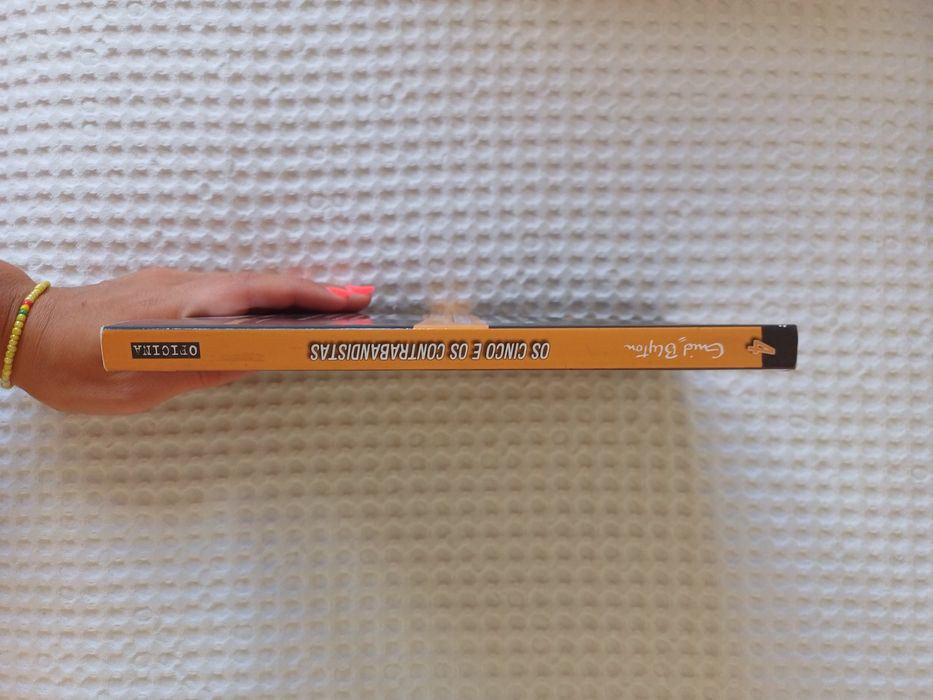 4
Enid Blyton
OS CINCO E OS CONTRABANDISTAS
OFICINA